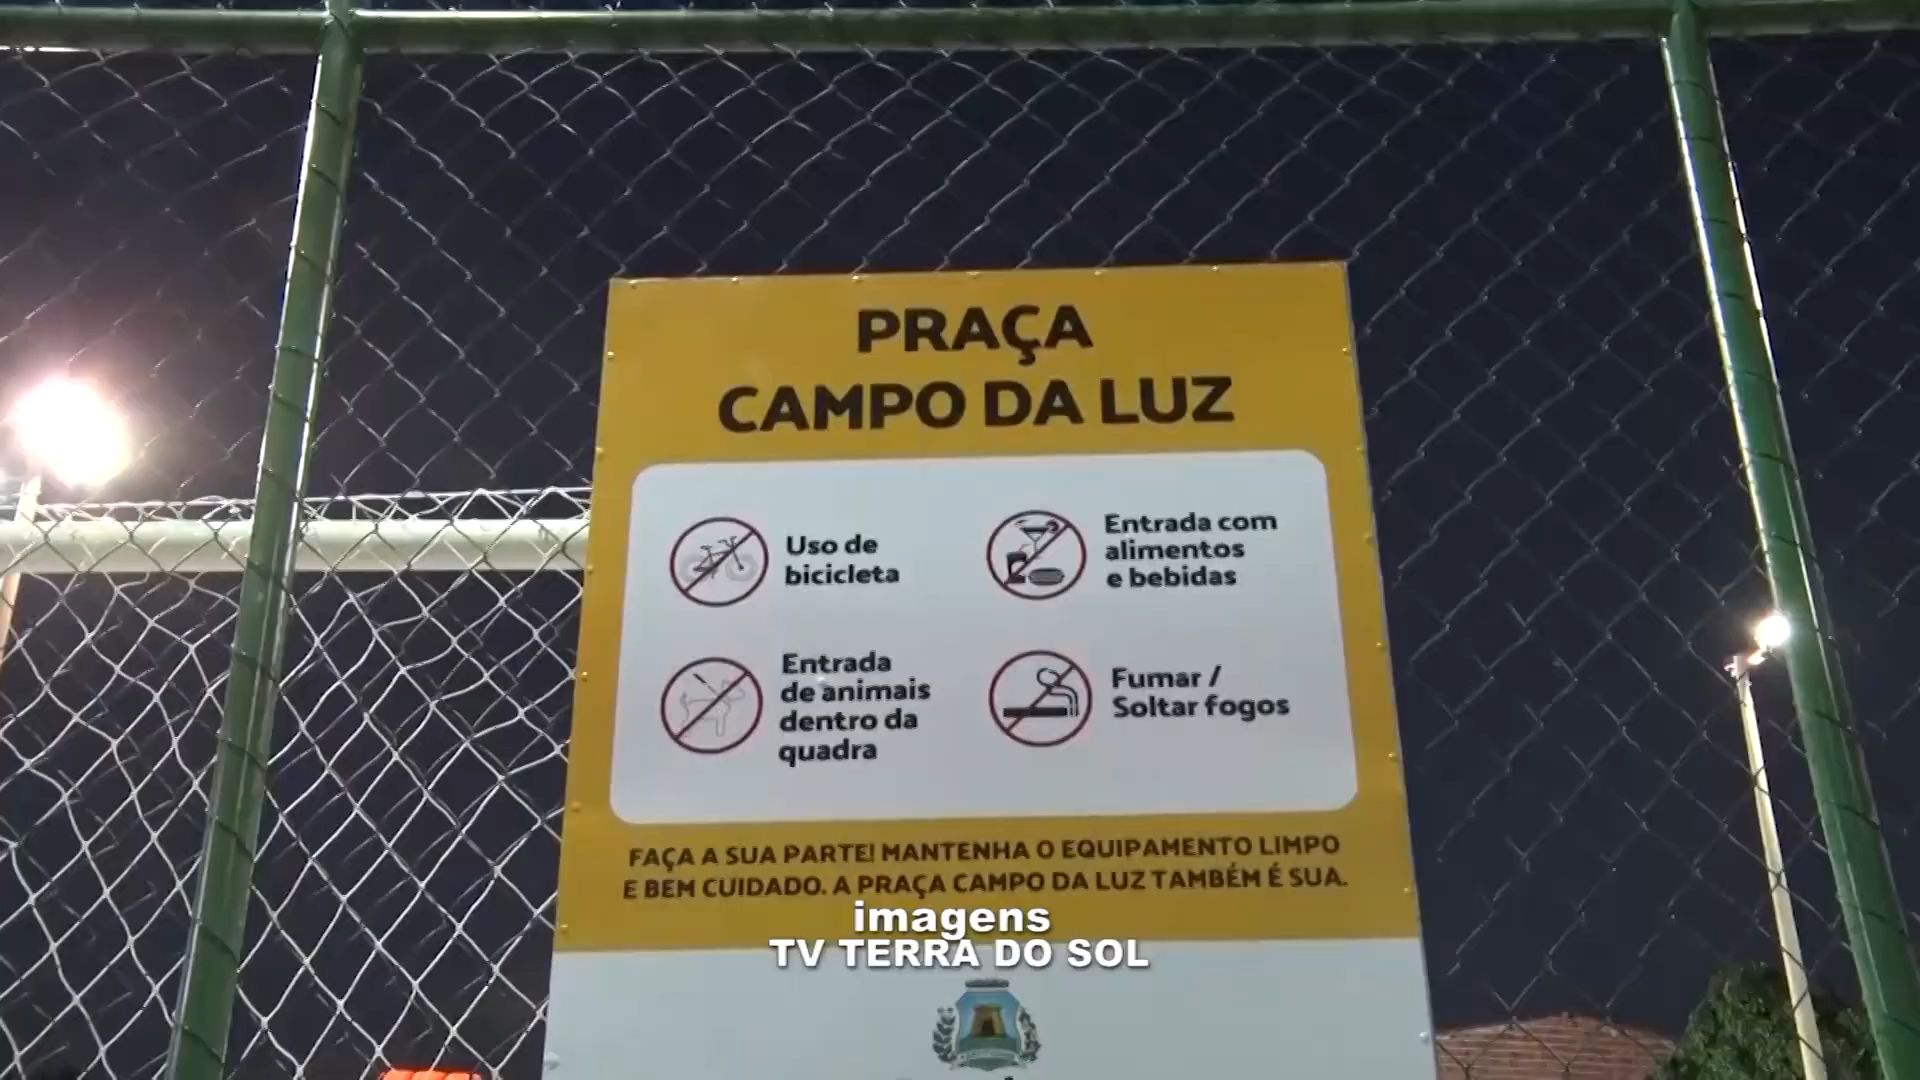 PRAÇA
CAMPO DA LUZ
Uso de
bicicleta
Entrada com
alimentos
e bebidas
Entrada
de animais
dentro da
quadra
Fumar /
Soltar fogos
FAÇA A SUA PARTE! MANTENHA O EQUIPAMENTO LIMPO
E BEM CUIDADO. A PRAÇA CAMPO DA LUZ TAMBÉM É SUA.
imagens
TV TERRA DO SOL